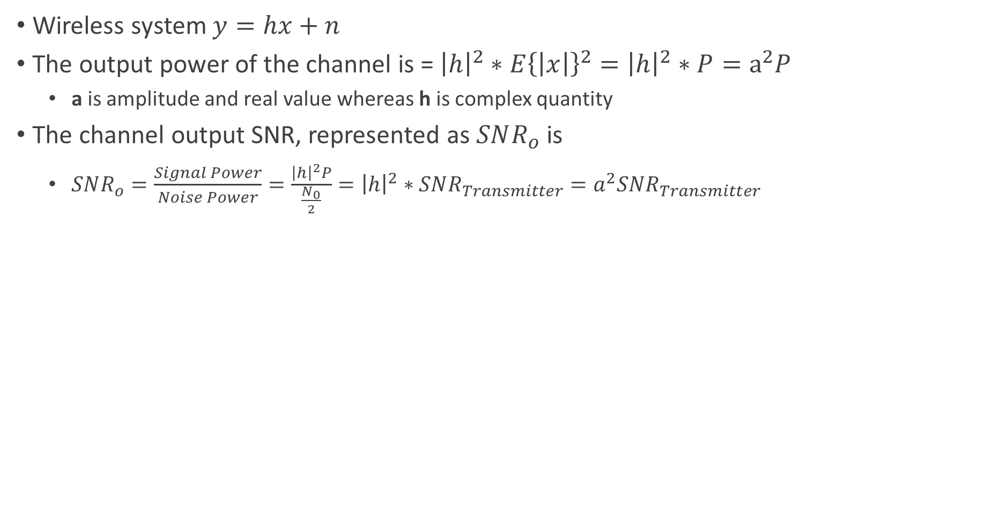 • Wireless system $y = hx + n$
• The output power of the channel is = $|h|^2 * E\{|x|\}^2 = |h|^2 * P = \mathrm{a}^2 P$
• **a** is amplitude and real value whereas **h** is complex quantity
• The channel output SNR, represented as $SNR_o$ is
• $SNR_o = \frac{Signal\ Power}{Noise\ Power} = \frac{|h|^2 P}{\frac{N_0}{2}} = |h|^2 * SNR_{Transmitter} = a^2 SNR_{Transmitter}$